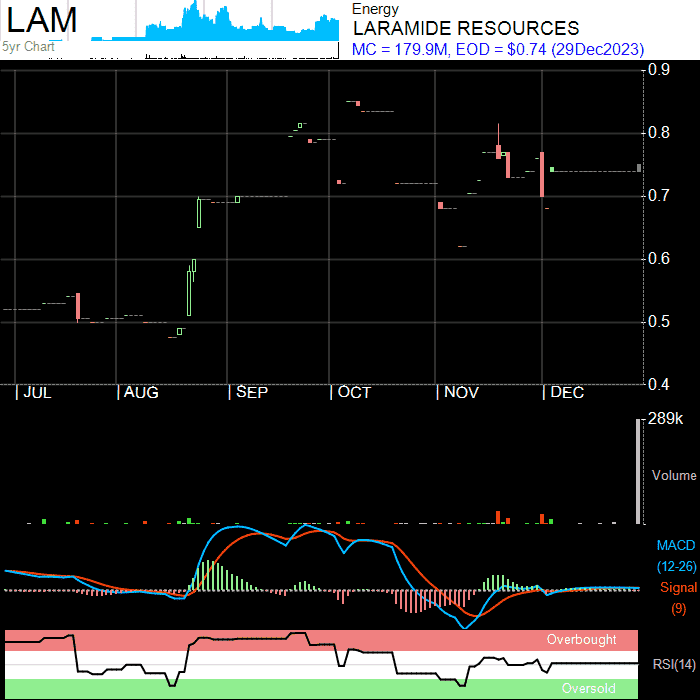 LAM
5yr Chart
Energy
LARAMIDE RESOURCES
MC = 179.9M, EOD = $0.74 (29Dec2023)
0.9
0.8
0.7
0.6
0.5
0.4
JUL
AUG
SEP
OCT
NOV
DEC
289k
Volume
MACD
(12-26)
Signal
(9)
Overbought
RSI(14)
Oversold